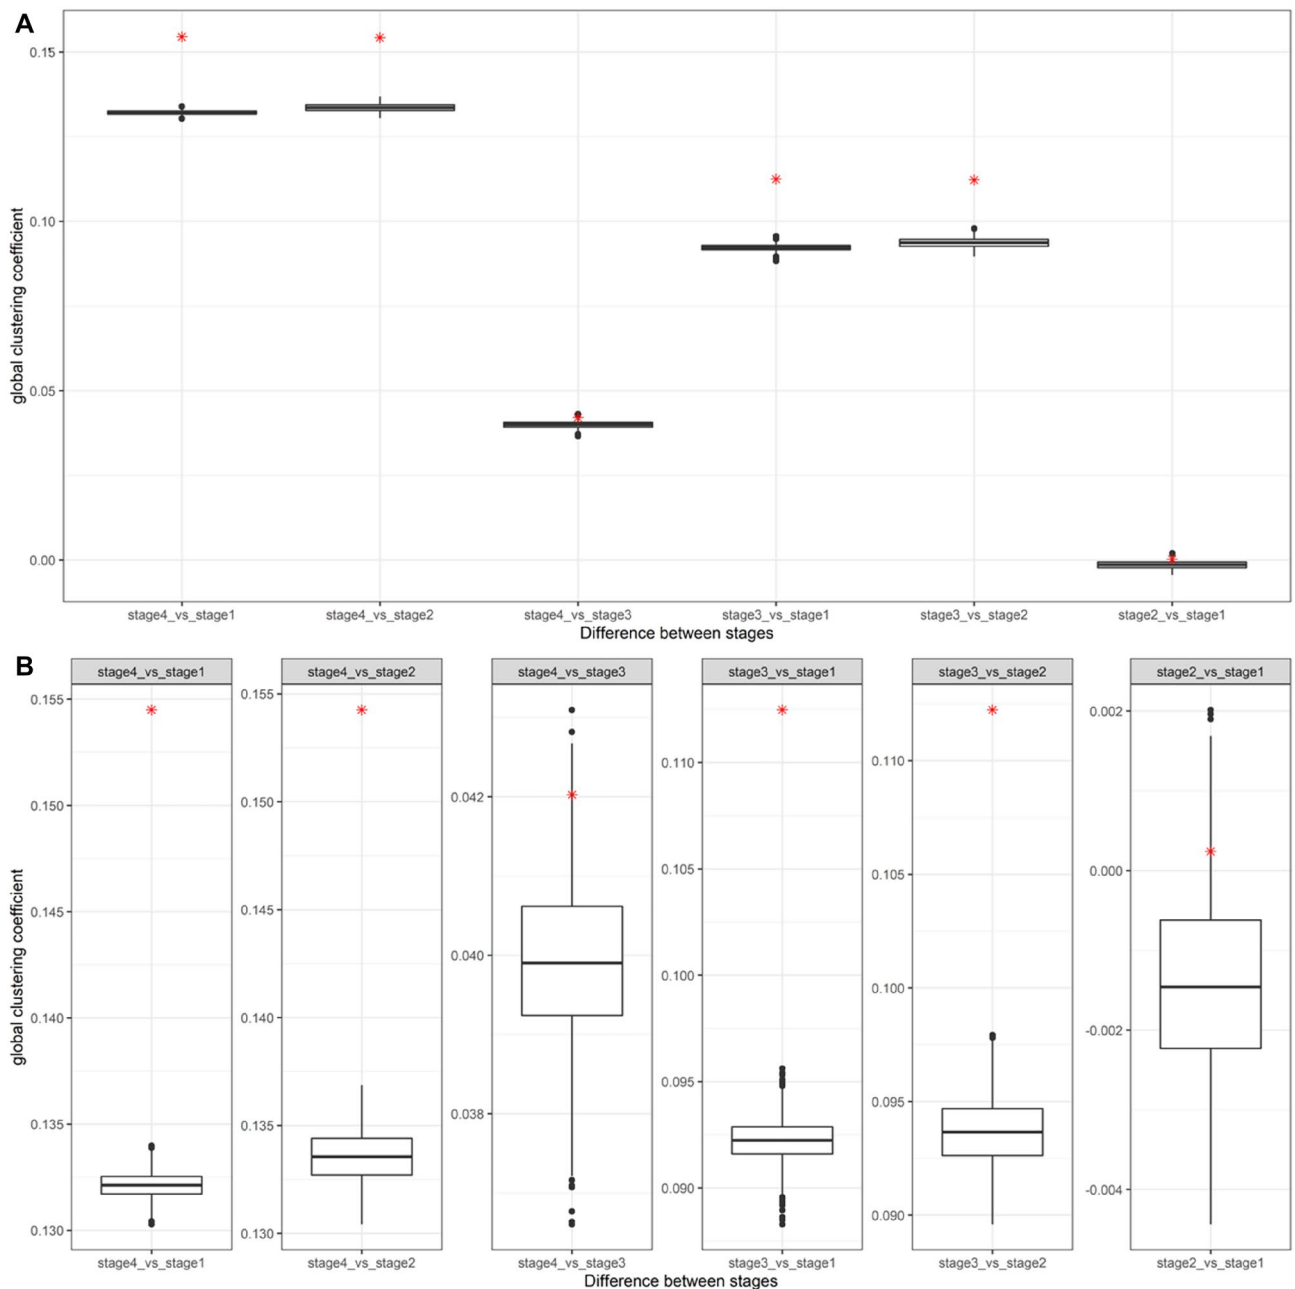 A
global clustering coefficient
0.15
0.10
0.05
0.00
stage4_vs_stage1 stage4_vs_stage2 stage4_vs_stage3 stage3_vs_stage1 stage3_vs_stage2 stage2_vs_stage1
Difference between stages
B
global clustering coefficient
stage4_vs_stage1
0.155
0.150
0.145
0.140
0.135
0.130
stage4_vs_stage1
stage4_vs_stage2
0.155
0.150
0.145
0.140
0.135
0.130
stage4_vs_stage2
stage4_vs_stage3
0.042
0.040
0.038
stage4_vs_stage3
stage3_vs_stage1
0.110
0.105
0.100
0.095
0.090
stage3_vs_stage1
stage3_vs_stage2
0.110
0.105
0.100
0.095
0.090
stage3_vs_stage2
stage2_vs_stage1
0.002
0.000
-0.002
-0.004
stage2_vs_stage1
Difference between stages